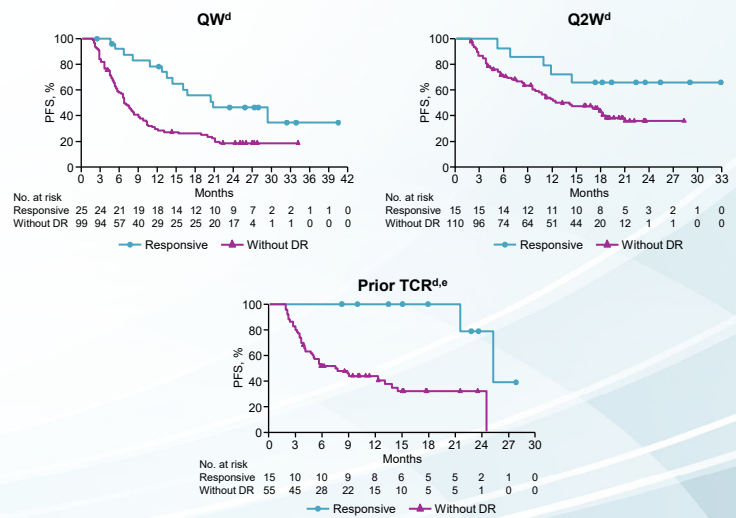 QWd
PFS, %
100
80
60
40
20
0
0 3 6 9 12 15 18 21 24 27 30 33 36 39 42
Months
No. at risk
Responsive 25 24 21 19 18 14 12 10 9 7 2 2 1 1 0
Without DR 99 94 57 40 29 25 25 20 17 4 1 1 0 0 0
Responsive Without DR
Q2Wd
PFS, %
100
80
60
40
20
0
0 3 6 9 12 15 18 21 24 27 30 33
Months
No. at risk
Responsive 15 15 14 12 11 10 8 5 3 2 1 0
Without DR 110 96 74 64 51 44 20 12 1 1 0 0
Responsive Without DR
Prior TCRd,e
PFS, %
100
80
60
40
20
0
0 3 6 9 12 15 18 21 24 27 30
Months
No. at risk
Responsive 15 10 10 9 8 6 5 5 2 1 0
Without DR 55 45 28 22 15 10 5 5 1 0 0
Responsive Without DR